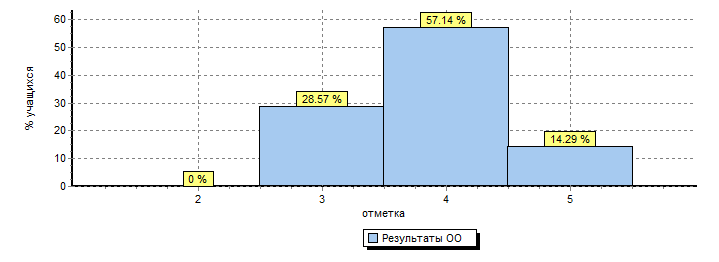 % учащихся
60
50
40
30
20
10
0
0 %
28.57 %
57.14 %
14.29 %
2 3 4 5
отметка
Результаты ОО